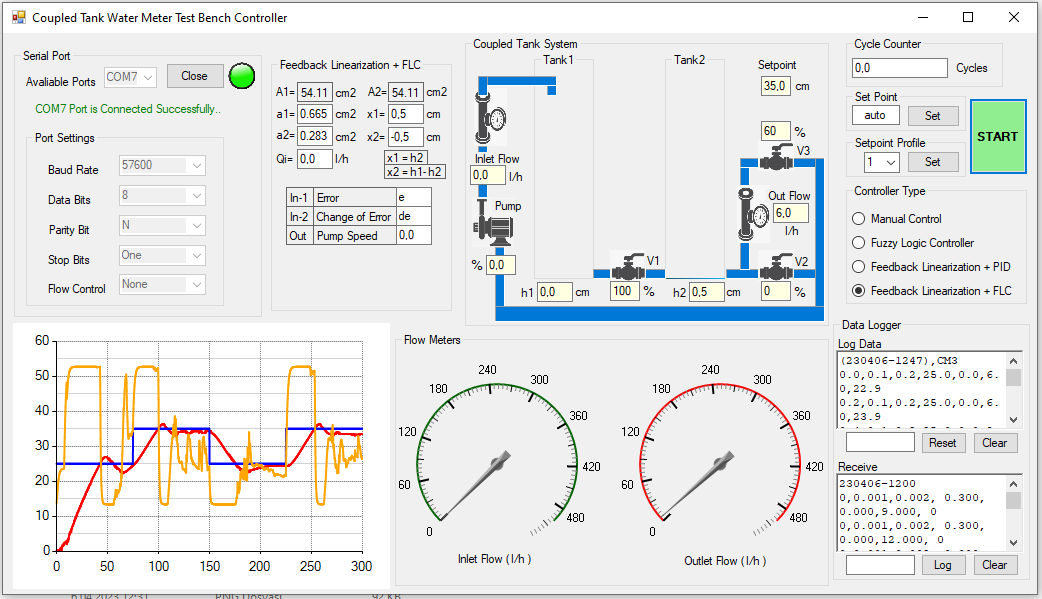 Coupled Tank Water Meter Test Bench Controller
Serial Port
Avaliable Ports COM7 Close
COM7 Port is Connected Successfully..
Port Settings
Baud Rate 57600
Data Bits 8
Parity Bit N
Stop Bits One
Flow Control None
Feedback Linearization + FLC
A1= 54.11 cm2 A2= 54.11 cm2
a1= 0.665 cm2 x1= 0,5 cm
a2= 0.283 cm2 x2= -0,5 cm
Qi= 0,0 l/h x1 = h2
x2 = h1- h2
In-1 Error e
In-2 Change of Error de
Out Pump Speed 0,0
Coupled Tank System
Tank1
Tank2
Setpoint
35,0 cm
60 %
V3
Inlet Flow
0,0 l/h
Out Flow
6,0
l/h
Pump
% 0,0
V1
V2
h1 0,0 cm 100 % h2 0,5 cm 0 %
Cycle Counter
0,0 Cycles
Set Point
auto Set
START
Setpoint Profile
1 Set
Controller Type
Manual Control
Fuzzy Logic Controller
Feedback Linearization + PID
Feedback Linearization + FLC
60
50
40
30
20
10
0
0 50 100 150 200 250 300
Flow Meters
0 60 120 180 240 300 360 420 480
Inlet Flow ( l/h )
0 60 120 180 240 300 360 420 480
Outlet Flow ( l/h )
Data Logger
Log Data
(230406-1247),CM3
0.0,0.1,0.2,25.0,0.0,6.
0,22.9
0.2,0.1,0.2,25.0,0.0,6.
0,23.9
Reset Clear
Receive
230406-1200
0,0.001,0.002, 0.300,
0.000,9.000, 0
0,0.001,0.002, 0.300,
0.000,12.000, 0
Log Clear
6.04.2023 12:31 PNG Dosyası 92 KB